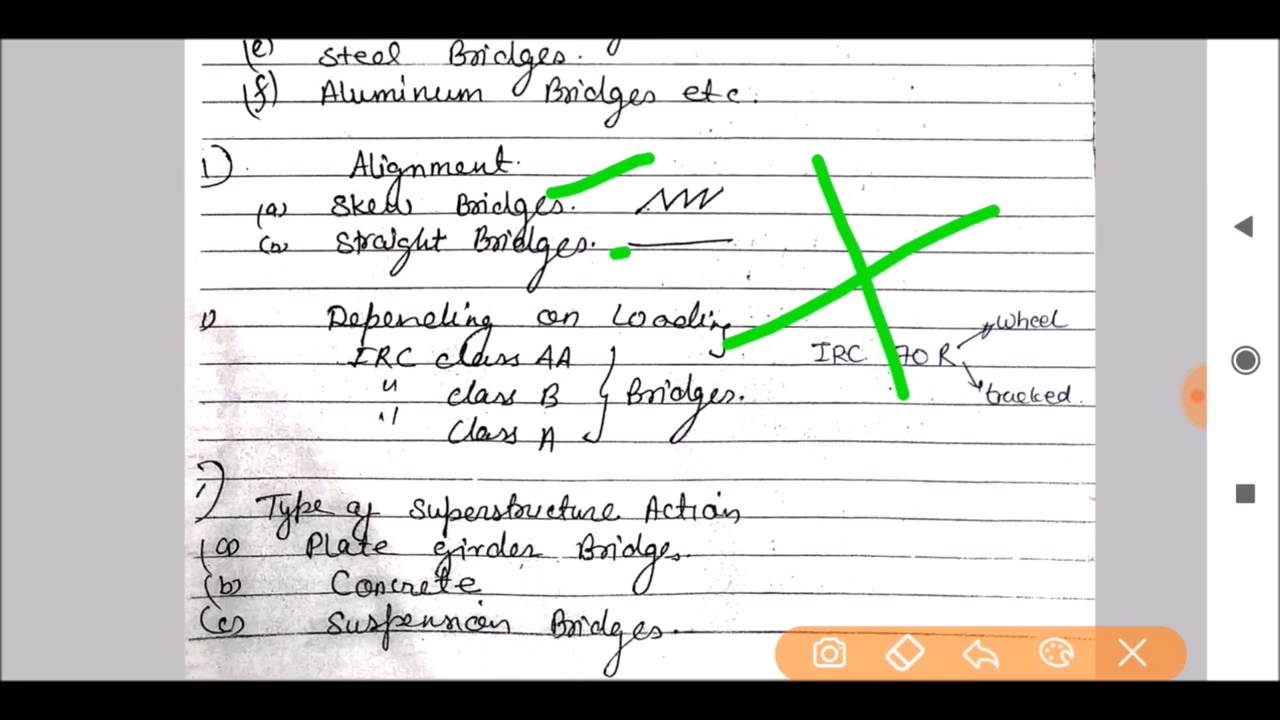 (e) Steel Bridges.
(f) Aluminum Bridges etc.
1) Alignment.
(a) Skew Bridges.
(b) Straight Bridges.
1) Depending on Loading
IRC class AA
" class B } Bridges.
" Class A
IRC 70 R
wheel
tracked.
Type of Superstructure Action
(a) Plate girder Bridges.
(b) Concrete
(c) Suspension Bridges.